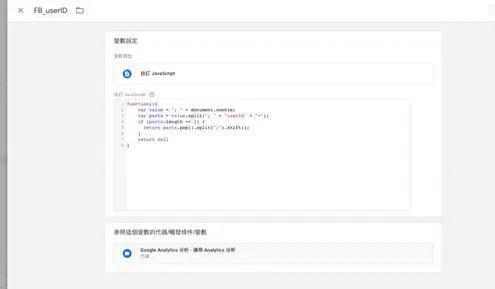 FB_userID
變數設定
變數類型
自訂 JavaScript
自訂 JavaScript
1 function(){
2 var value = "; " + document.cookie;
3 var parts = value.split("; " + "userId" + "=");
4 if (parts.length == 2) {
5 return parts.pop().split(";").shift();
6 }
7 return null
8 }
參照這個變數的代碼/觸發條件/變數
Google Analytics 分析 - 通用 Analytics 分析
代碼